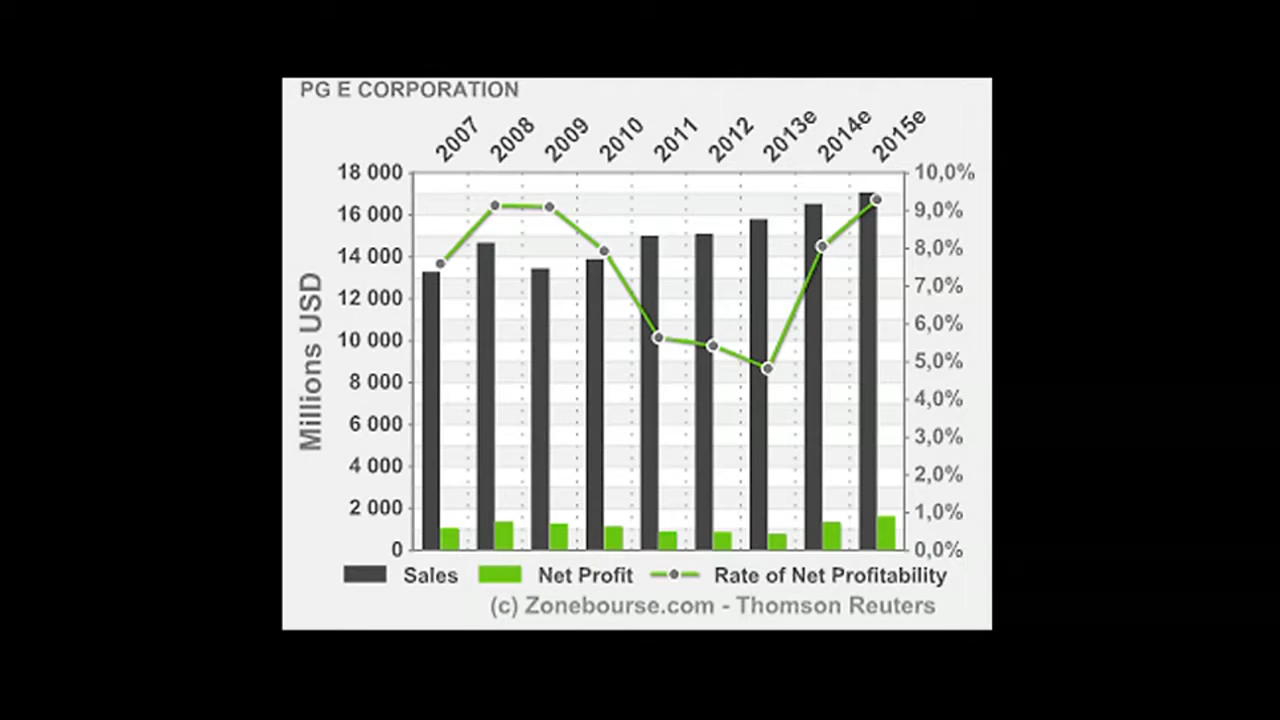 PG E CORPORATION
2007 2008 2009 2010 2011 2012 2013e 2014e 2015e
18 000 10,0%
16 000 9,0%
14 000 8,0%
12 000 7,0%
10 000 6,0%
8 000 5,0%
6 000 4,0%
4 000 3,0%
2 000 2,0%
0 1,0%
0,0%
Millions USD
Sales Net Profit Rate of Net Profitability
(c) Zonebourse.com - Thomson Reuters